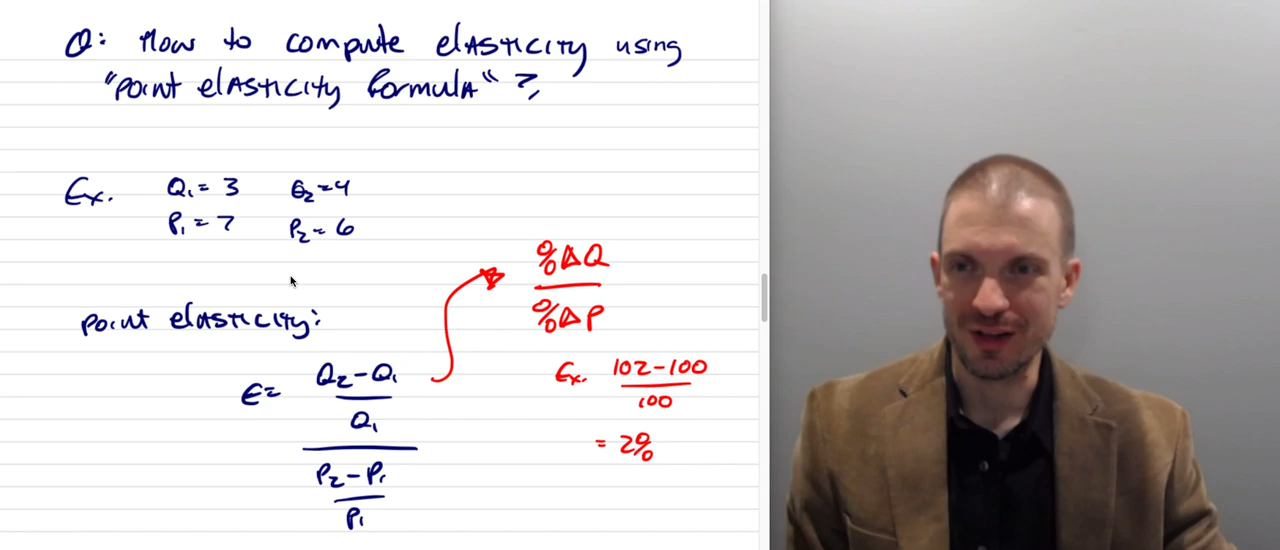 Q: How to compute elasticity using
"point elasticity formula"?
Ex. Q₁ = 3 Q₂ = 4
P₁ = 7 P₂ = 6
point elasticity:
ε = 
Q₂ - Q₁
Q₁
P₂ - P₁
P₁
%ΔQ
%ΔP
Ex. 102 - 100
100
= 2%